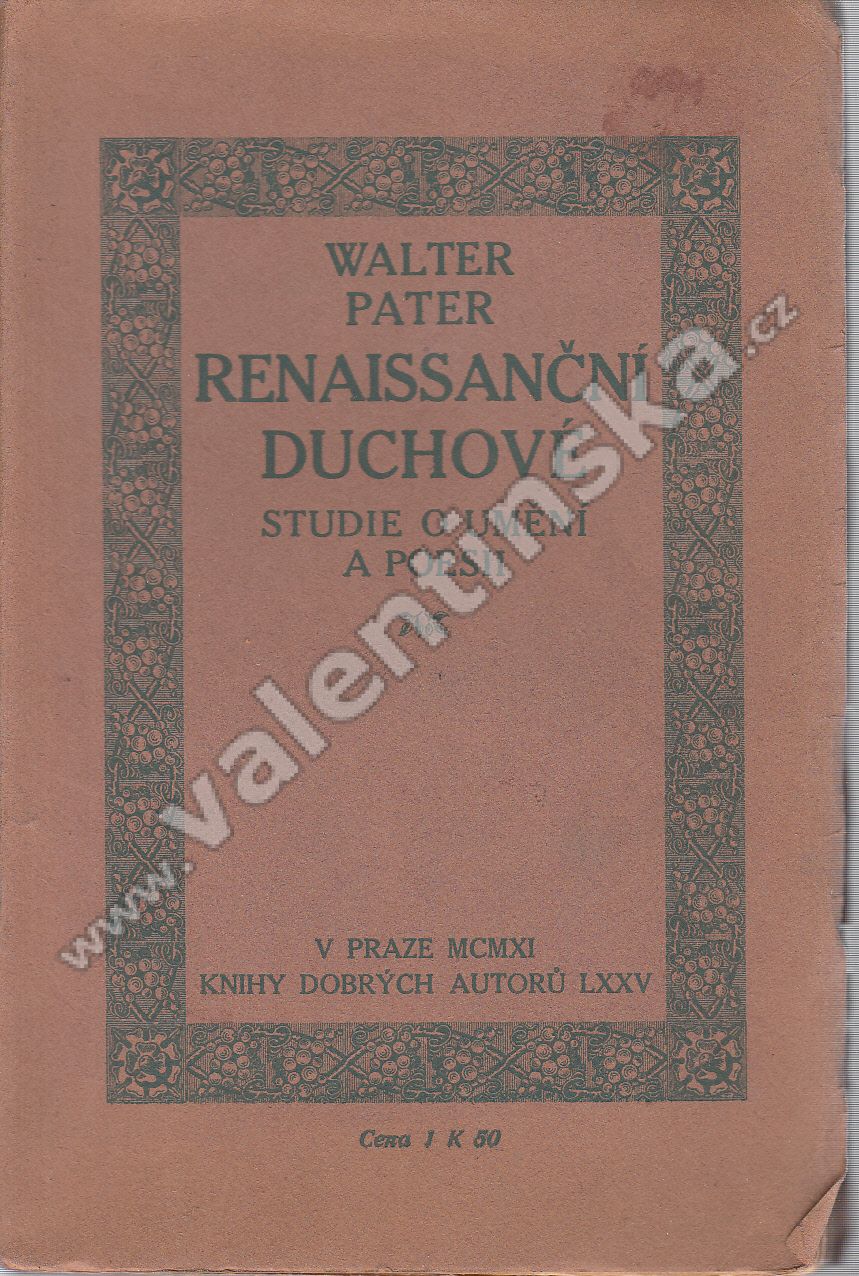 WALTER
PATER
RENAISSANČNÍ
DUCHOVÉ
STUDIE O UMĚNÍ
A POESII
www.valentinska.cz
V PRAZE MCMXI
KNIHY DOBRÝCH AUTORŮ LXXV
Cena 1 K 50